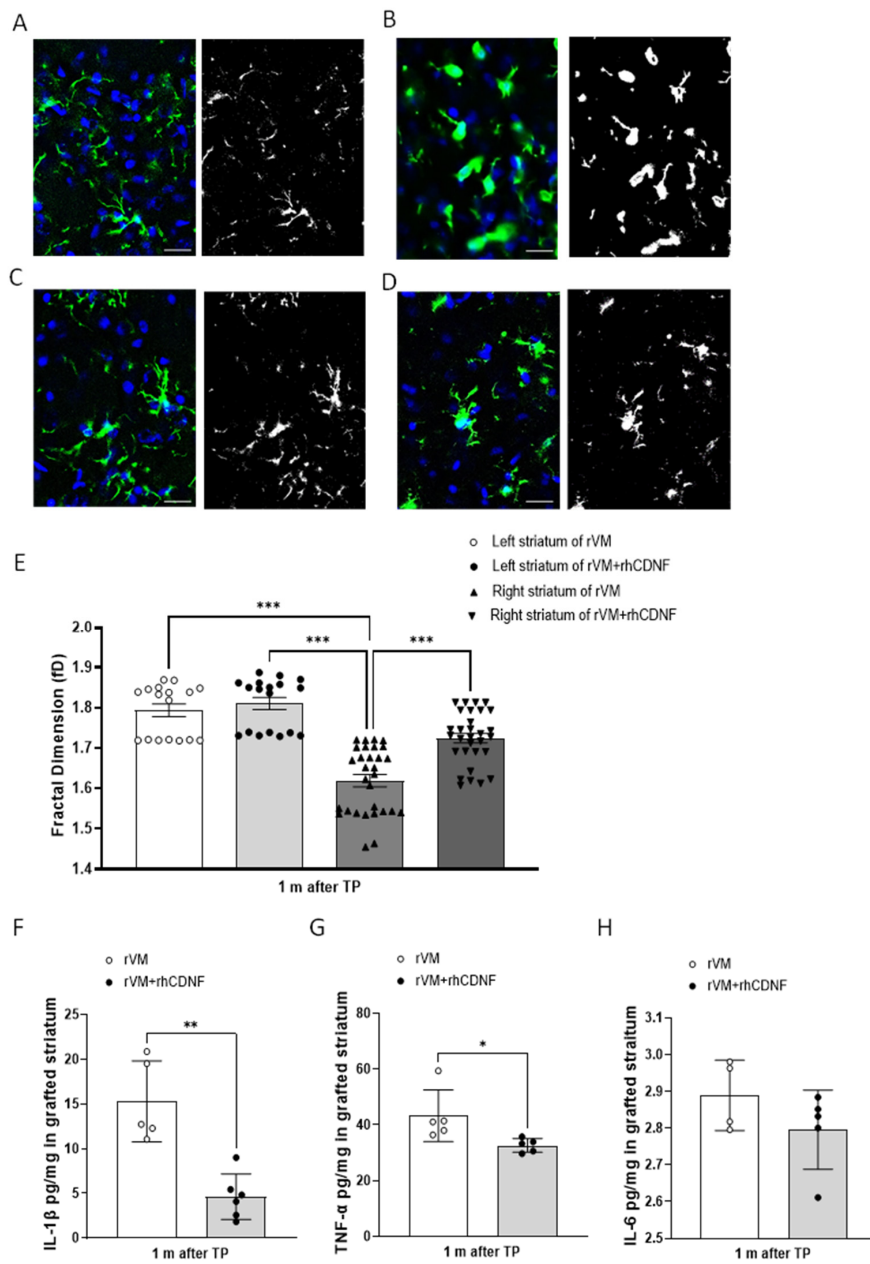 A
B
C
D
E
Left striatum of rVM
Left striatum of rVM+rhCDNF
Right striatum of rVM
Right striatum of rVM+rhCDNF
***
***
***
Fractal Dimension (fD)
2.0
1.9
1.8
1.7
1.6
1.5
1.4
1 m after TP
F
rVM
rVM+rhCDNF
**
IL-1β pg/mg in grafted striatum
25
20
15
10
5
0
1 m after TP
G
rVM
rVM+rhCDNF
*
TNF-α pg/mg in grafted striatum
80
60
40
20
0
1 m after TP
H
rVM
rVM+rhCDNF
IL-6 pg/mg in grafted straitum
3.1
3.0
2.9
2.8
2.7
2.6
2.5
1 m after TP